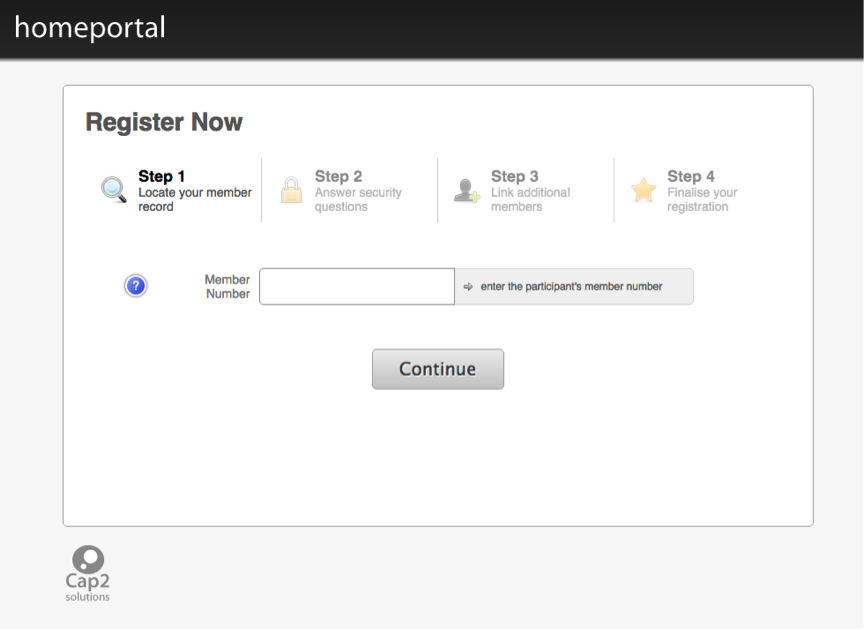 homeportal
Register Now
Step 1
Locate your member
record
Step 2
Answer security
questions
Step 3
Link additional
members
Step 4
Finalise your
registration
?
Member
Number
⇨ enter the participant's member number
Continue
Cap2
solutions